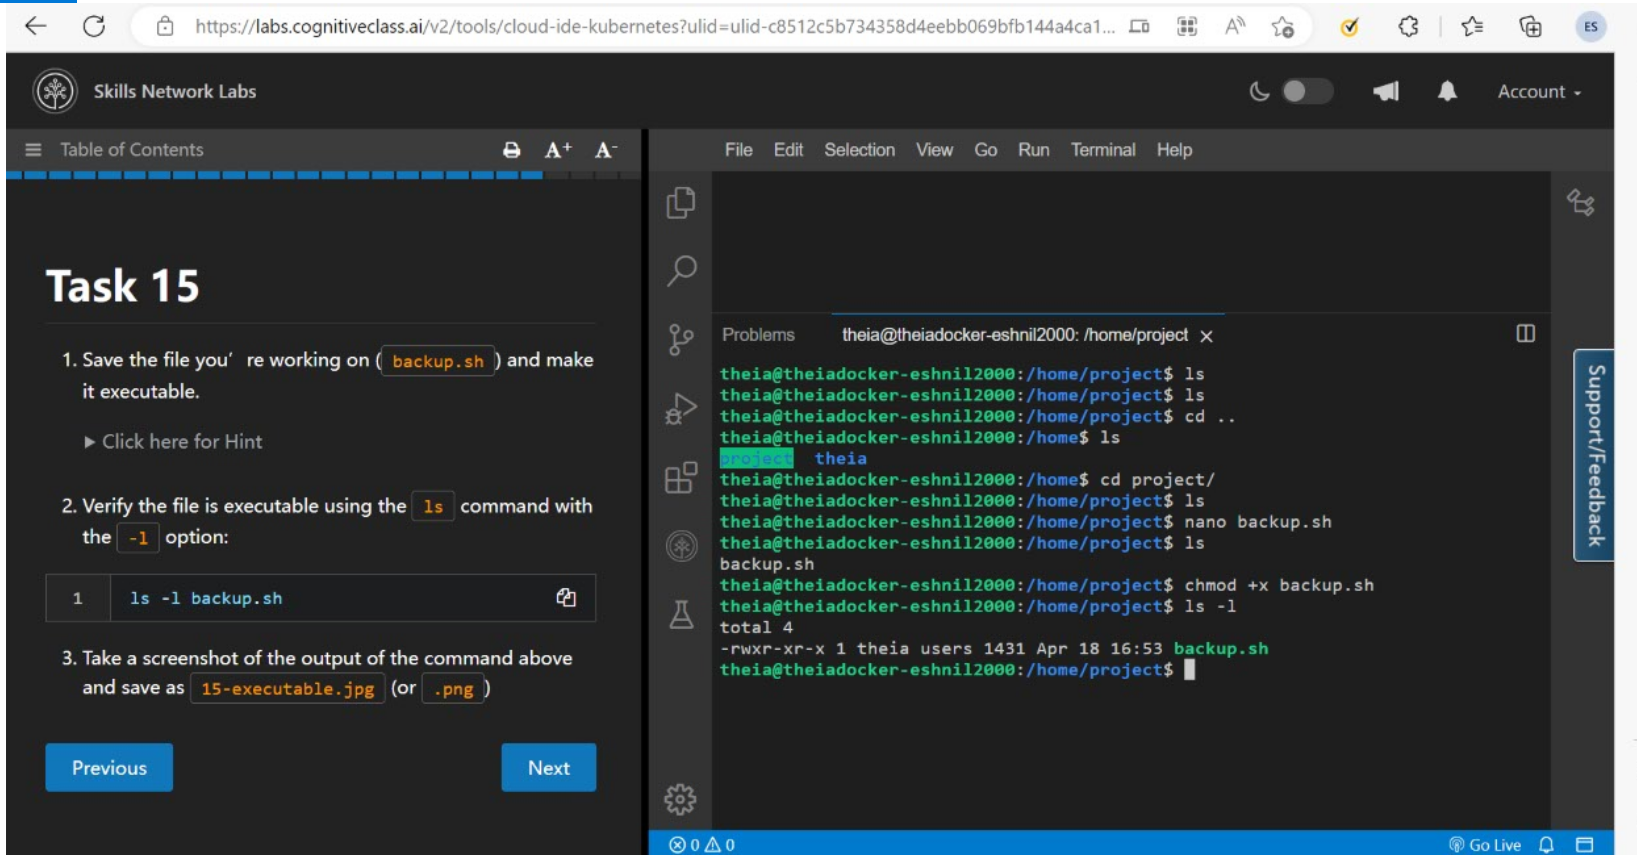 https://labs.cognitiveclass.ai/v2/tools/cloud-ide-kubernetes?ulid=ulid-c8512c5b734358d4eebb069bfb144a4ca1...
ES
Skills Network Labs
Account
Table of Contents
A+ A-
Task 15
1. Save the file you’ re working on ( backup.sh ) and make
it executable.
Click here for Hint
2. Verify the file is executable using the ls command with
the -l option:
1 ls -l backup.sh
3. Take a screenshot of the output of the command above
and save as 15-executable.jpg (or .png )
Previous
Next
File Edit Selection View Go Run Terminal Help
Problems theia@theiadocker-eshnil2000: /home/project ×
theia@theiadocker-eshnil2000:/home/project$ ls
theia@theiadocker-eshnil2000:/home/project$ ls
theia@theiadocker-eshnil2000:/home/project$ cd ..
theia@theiadocker-eshnil2000:/home$ ls
project theia
theia@theiadocker-eshnil2000:/home$ cd project/
theia@theiadocker-eshnil2000:/home/project$ ls
theia@theiadocker-eshnil2000:/home/project$ nano backup.sh
theia@theiadocker-eshnil2000:/home/project$ ls
backup.sh
theia@theiadocker-eshnil2000:/home/project$ chmod +x backup.sh
theia@theiadocker-eshnil2000:/home/project$ ls -l
total 4
-rwxr-xr-x 1 theia users 1431 Apr 18 16:53 backup.sh
theia@theiadocker-eshnil2000:/home/project$
Support/Feedback
0 0
Go Live